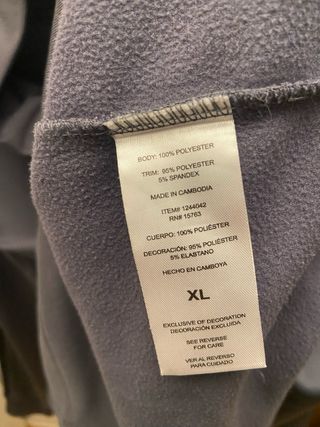 BODY: 100% POLYESTER
TRIM: 95% POLYESTER
5% SPANDEX
MADE IN CAMBODIA
ITEM# 1244042
RN# 15763
CUERPO: 100% POLIÉSTER
DECORACIÓN: 95% POLIÉSTER
5% ELASTANO
HECHO EN CAMBOYA
XL
EXCLUSIVE OF DECORATION
DECORACIÓN EXCLUIDA
SEE REVERSE
FOR CARE
VER AL REVERSO
PARA CUIDADO